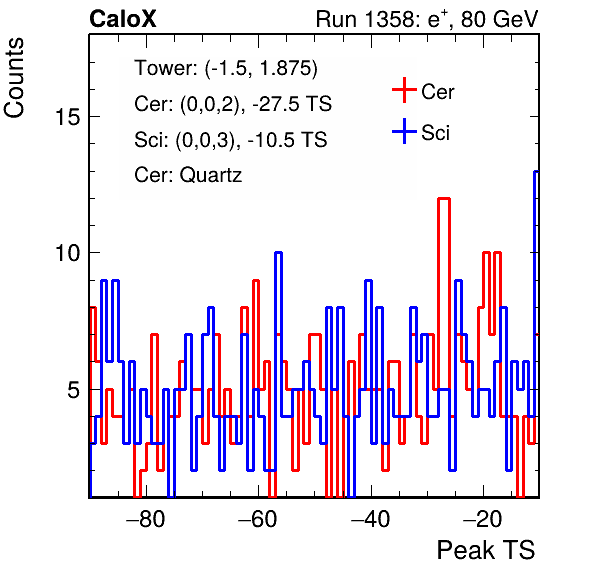 CaloX
Run 1358: e+, 80 GeV
Counts
Tower: (-1.5, 1.875)
Cer: (0,0,2), -27.5 TS
Sci: (0,0,3), -10.5 TS
Cer: Quartz
Cer
Sci
15
10
5
−80
−60
−40
−20
Peak TS